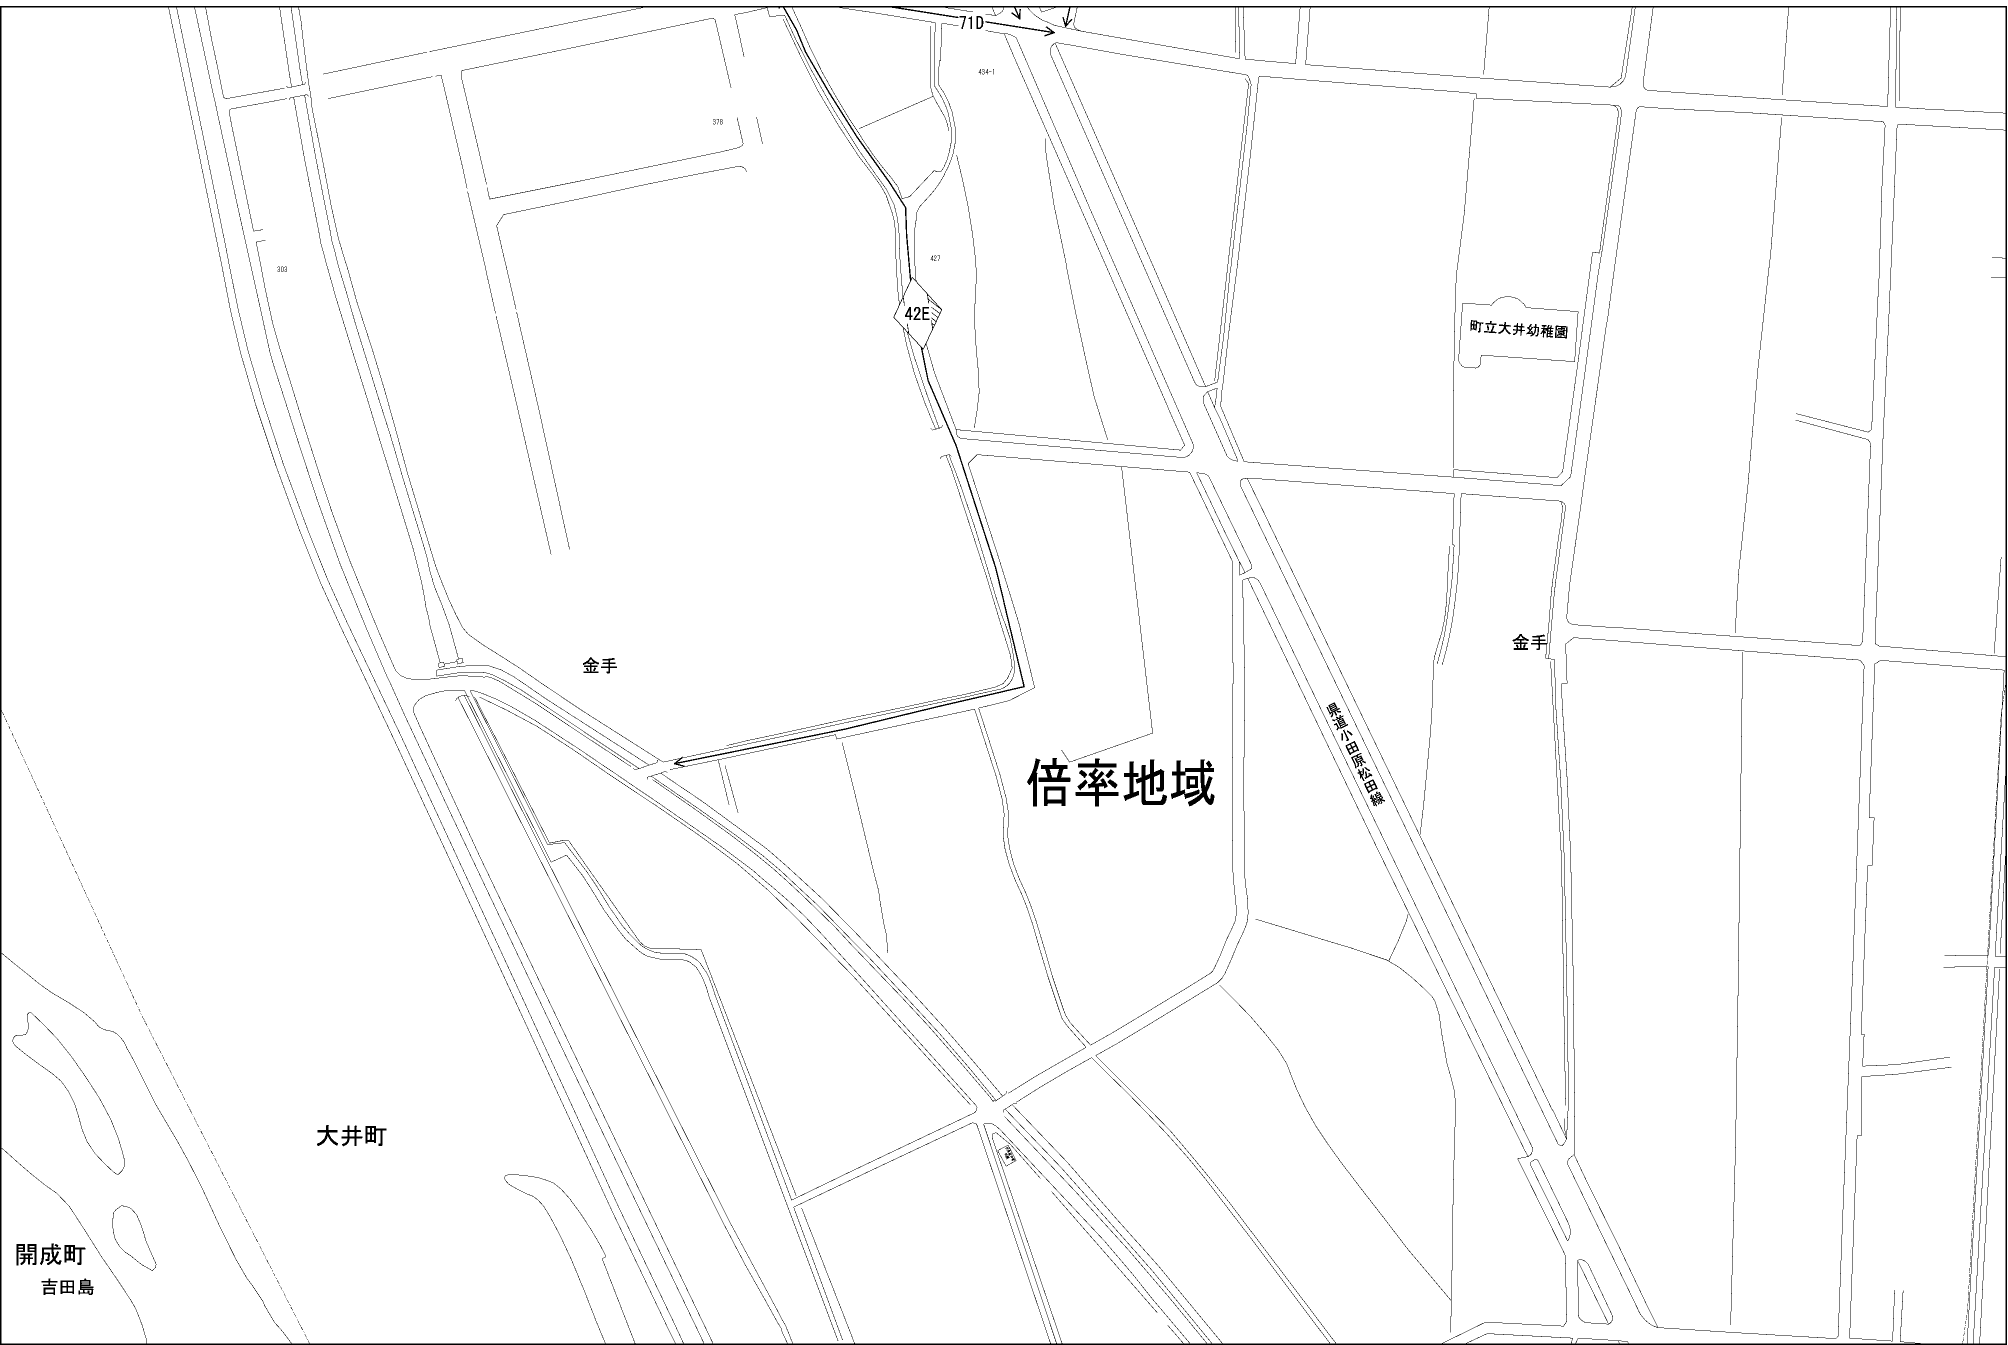 71D
434-1
378
427
303
42E
町立大井幼稚園
金手
金手
県道小田原松田線
倍率地域
大井町
開成町
吉田島